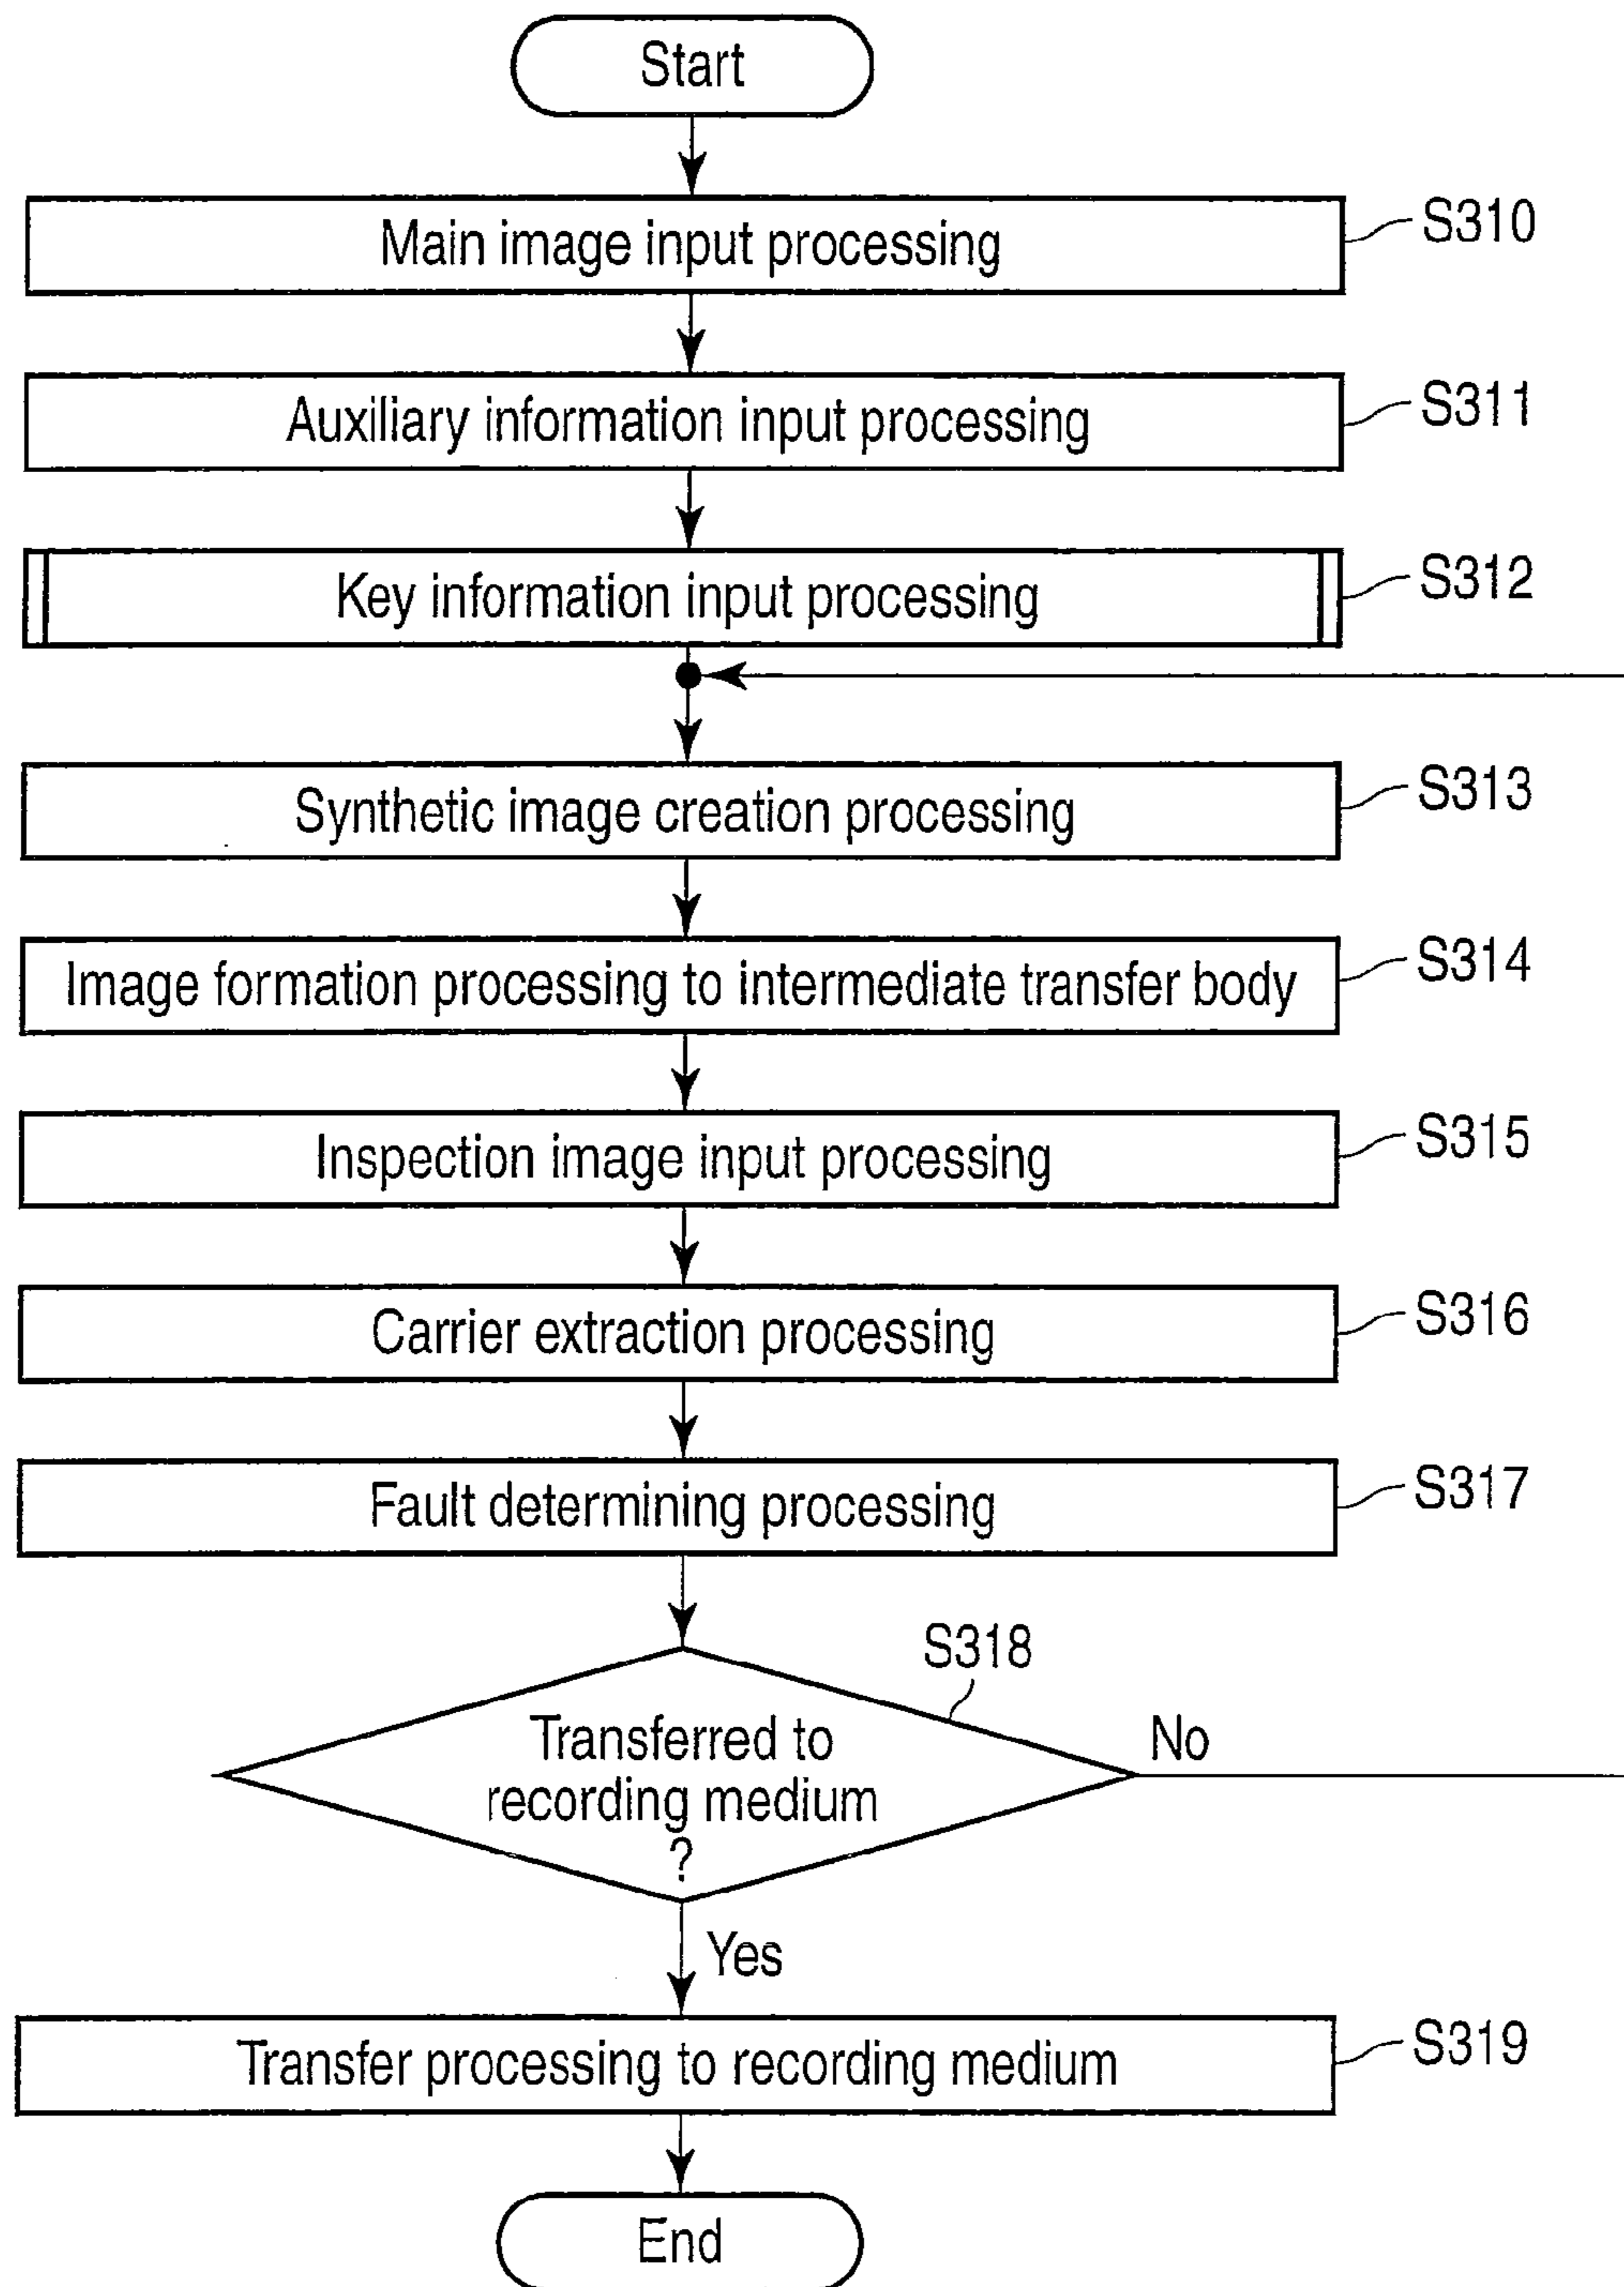 Start
Main image input processing
S310
Auxiliary information input processing
S311
Key information input processing
S312
Synthetic image creation processing
S313
Image formation processing to intermediate transfer body
S314
Inspection image input processing
S315
Carrier extraction processing
S316
Fault determining processing
S317
S318
Transferred to
recording medium
?
No
Yes
Transfer processing to recording medium
S319
End